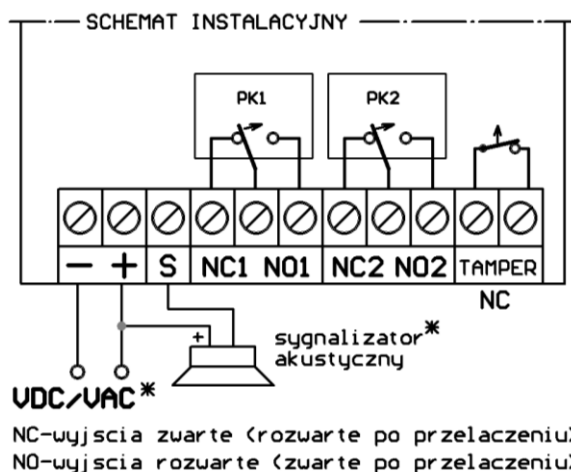 SCHEMAT INSTALACYJNY
PK1 PK2
- + S NC1 NO1 NC2 NO2 TAMPER
NC
+
sygnalizator*
akustyczny
VDC/VAC*
NC-wyjscia zwarte (rozwarte po przelaczeniu)
NO-wyjscia rozwarte (zwarte po przelaczeniu)